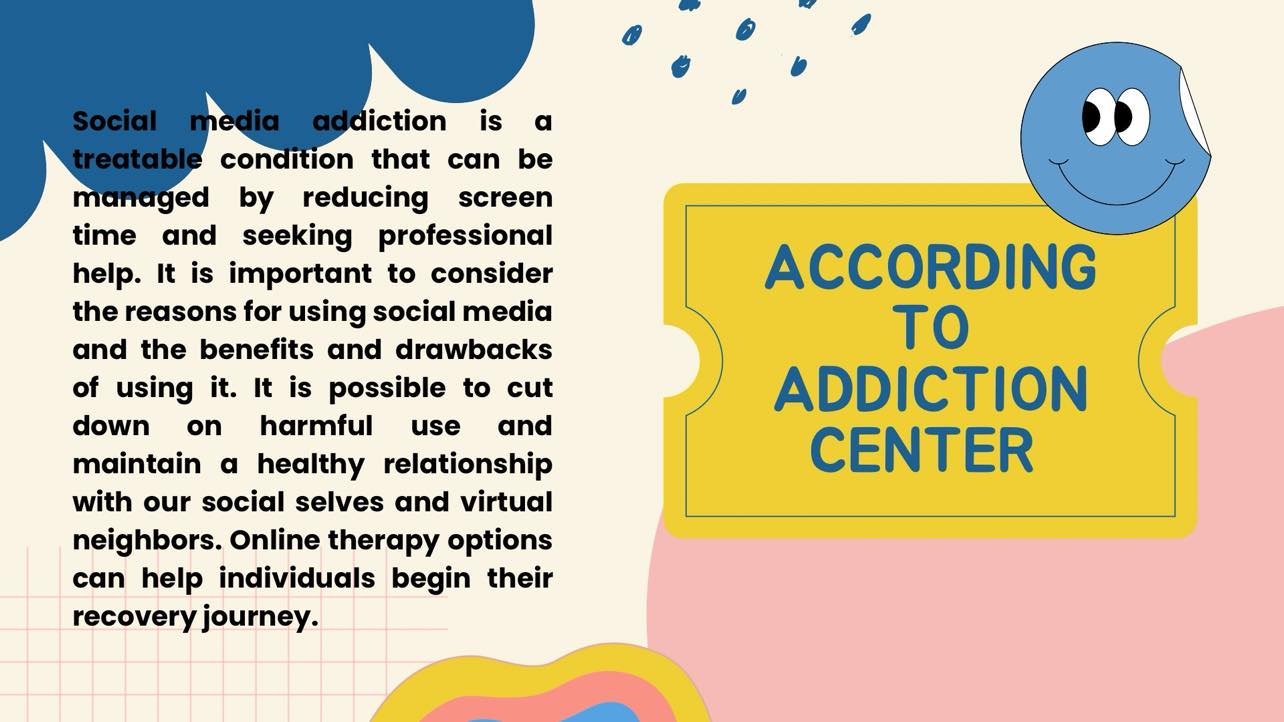 Social media addiction is a
treatable condition that can be
managed by reducing screen
time and seeking professional
help. It is important to consider
the reasons for using social media
and the benefits and drawbacks
of using it. It is possible to cut
down on harmful use and
maintain a healthy relationship
with our social selves and virtual
neighbors. Online therapy options
can help individuals begin their
recovery journey.
ACCORDING
TO
ADDICTION
CENTER